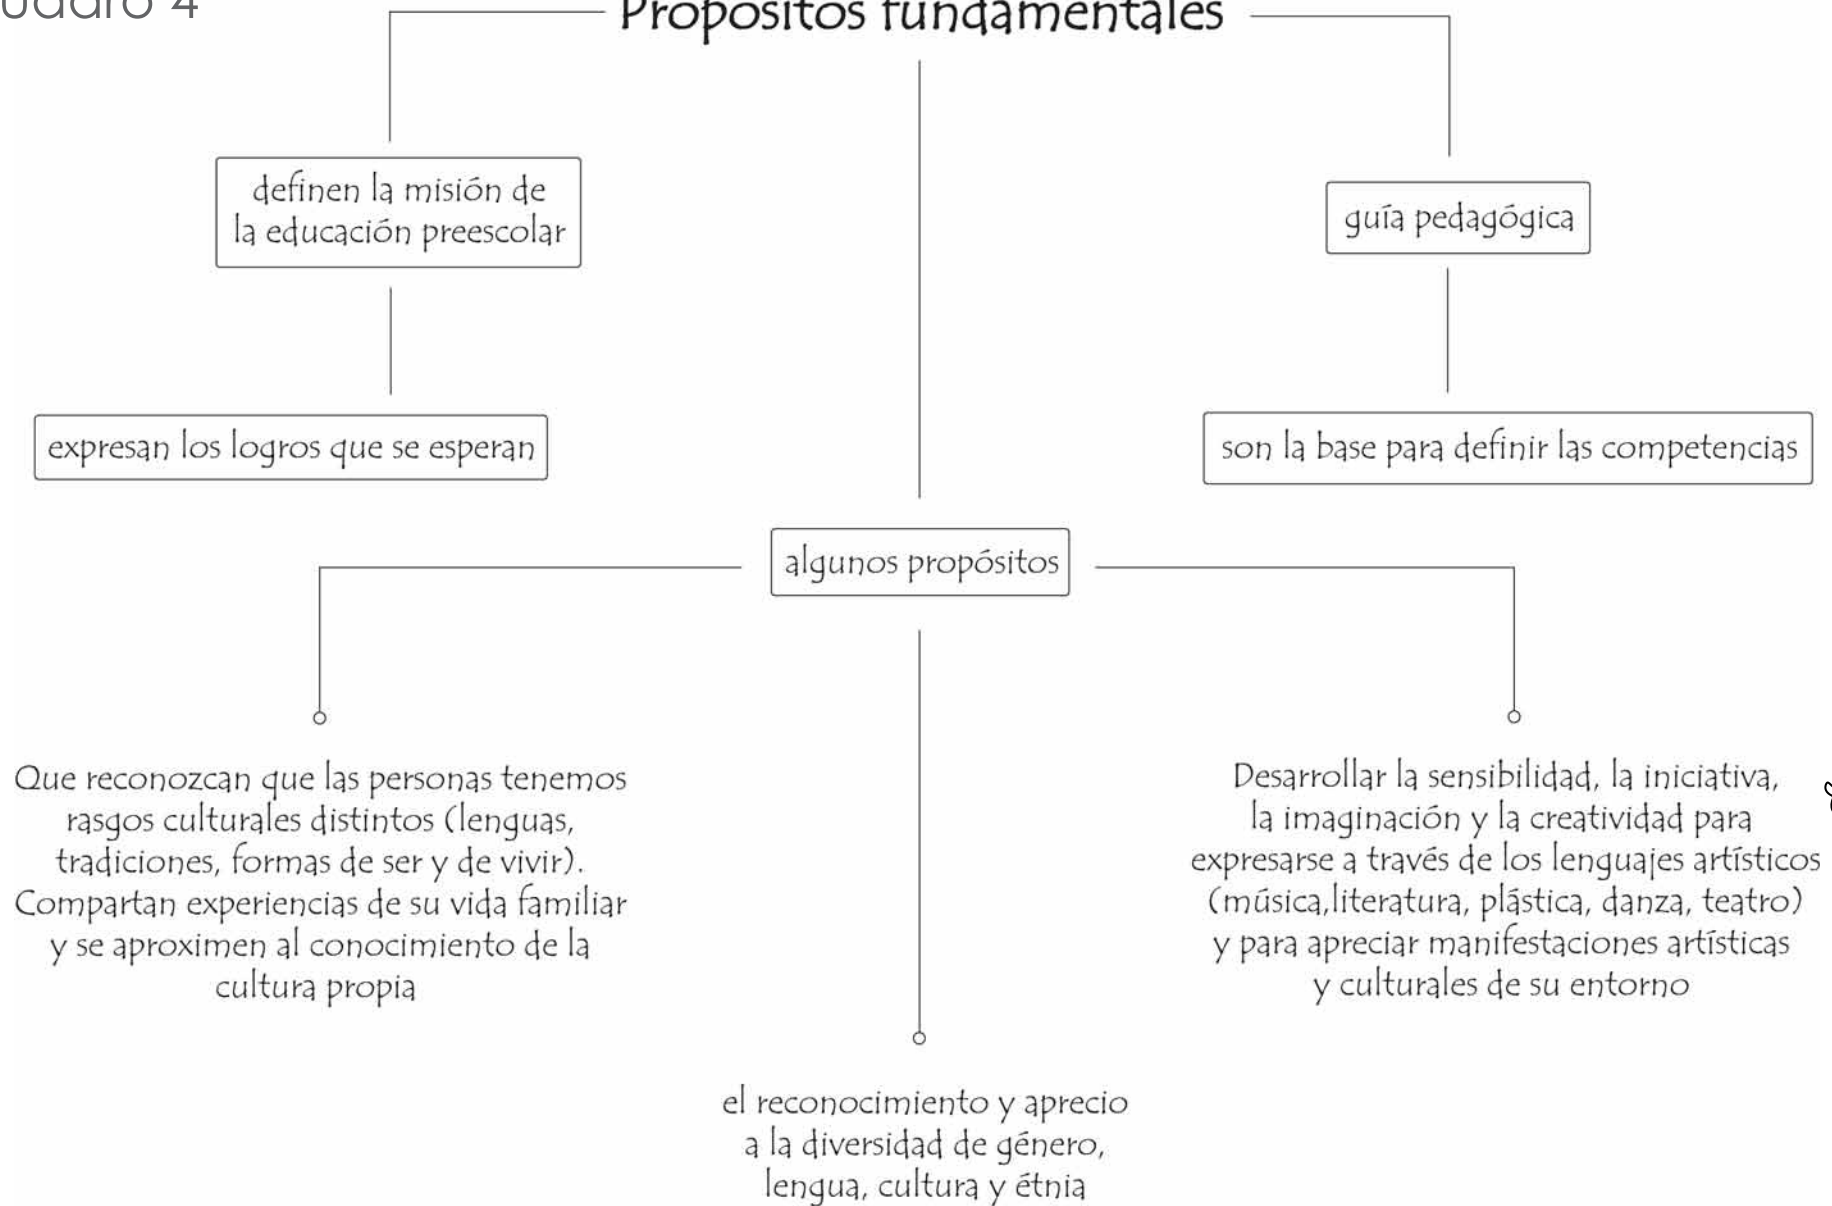 uadro 4
Propósitos fundamentales
definen la misión de
la educación preescolar
guía pedagógica
expresan los logros que se esperan
son la base para definir las competencias
algunos propósitos
Que reconozcan que las personas tenemos
rasgos culturales distintos (lenguas,
tradiciones, formas de ser y de vivir).
Compartan experiencias de su vida familiar
y se aproximen al conocimiento de la
cultura propia
Desarrollar la sensibilidad, la iniciativa,
la imaginación y la creatividad para
expresarse a través de los lenguajes artísticos
(música,literatura, plástica, danza, teatro)
y para apreciar manifestaciones artísticas
y culturales de su entorno
el reconocimiento y aprecio
a la diversidad de género,
lengua, cultura y étnia